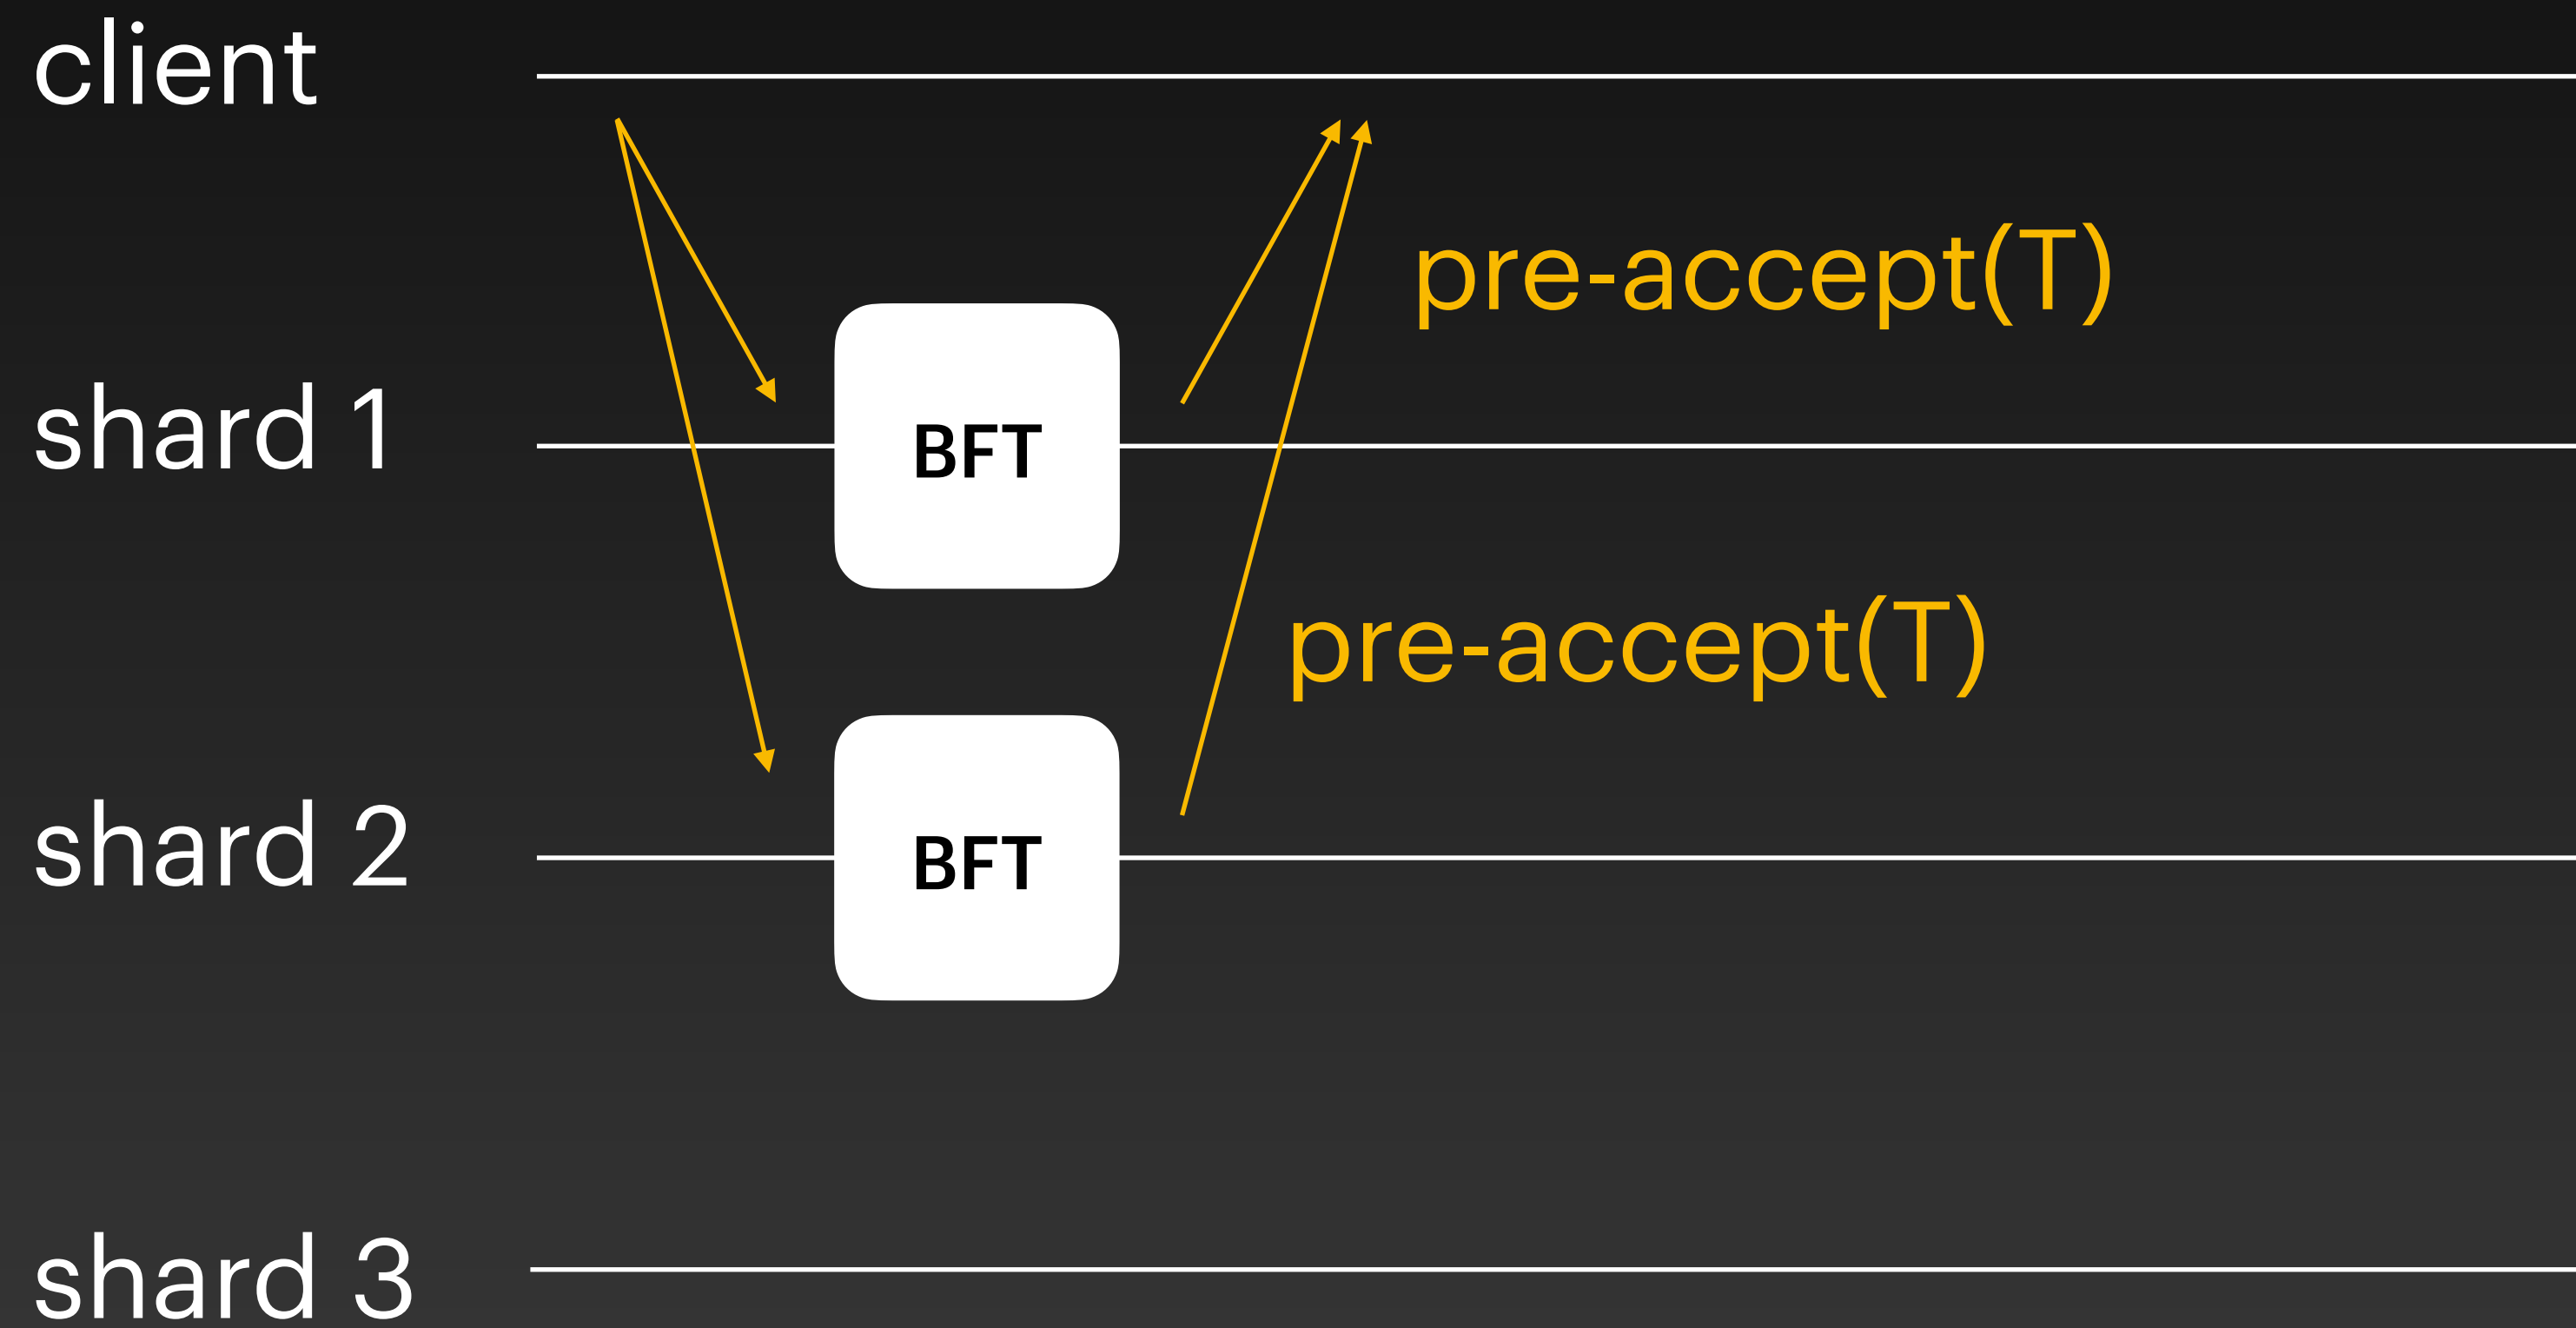 client
pre-accept(T)
shard 1
BFT
pre-accept(T)
shard 2
BFT
shard 3